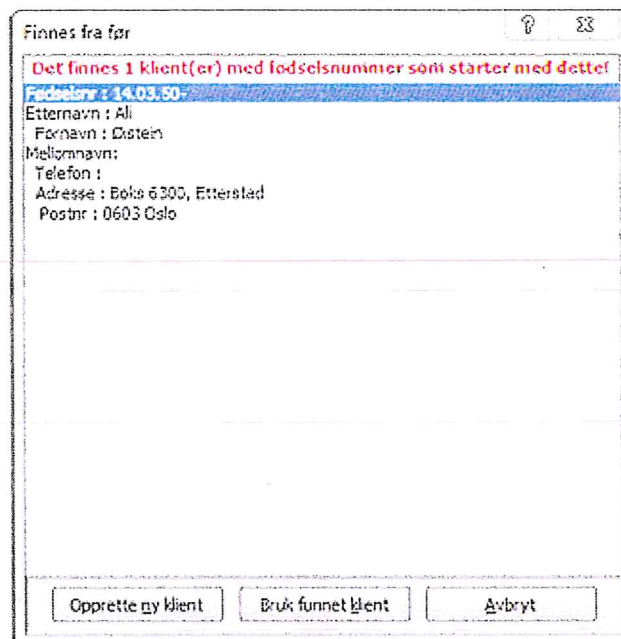 Finnes fra før
Det finnes 1 klient(er) med fødselsnummer som starter med dette!
Fødselsnr : 14.03.50-
Etternavn : Ali
Fornavn : Østein
Mellomnavn:
Telefon :
Adresse : Boks 6300, Etterstad
Postnr : 0603 Oslo
Opprette ny klient
Bruk funnet klient
Avbryt